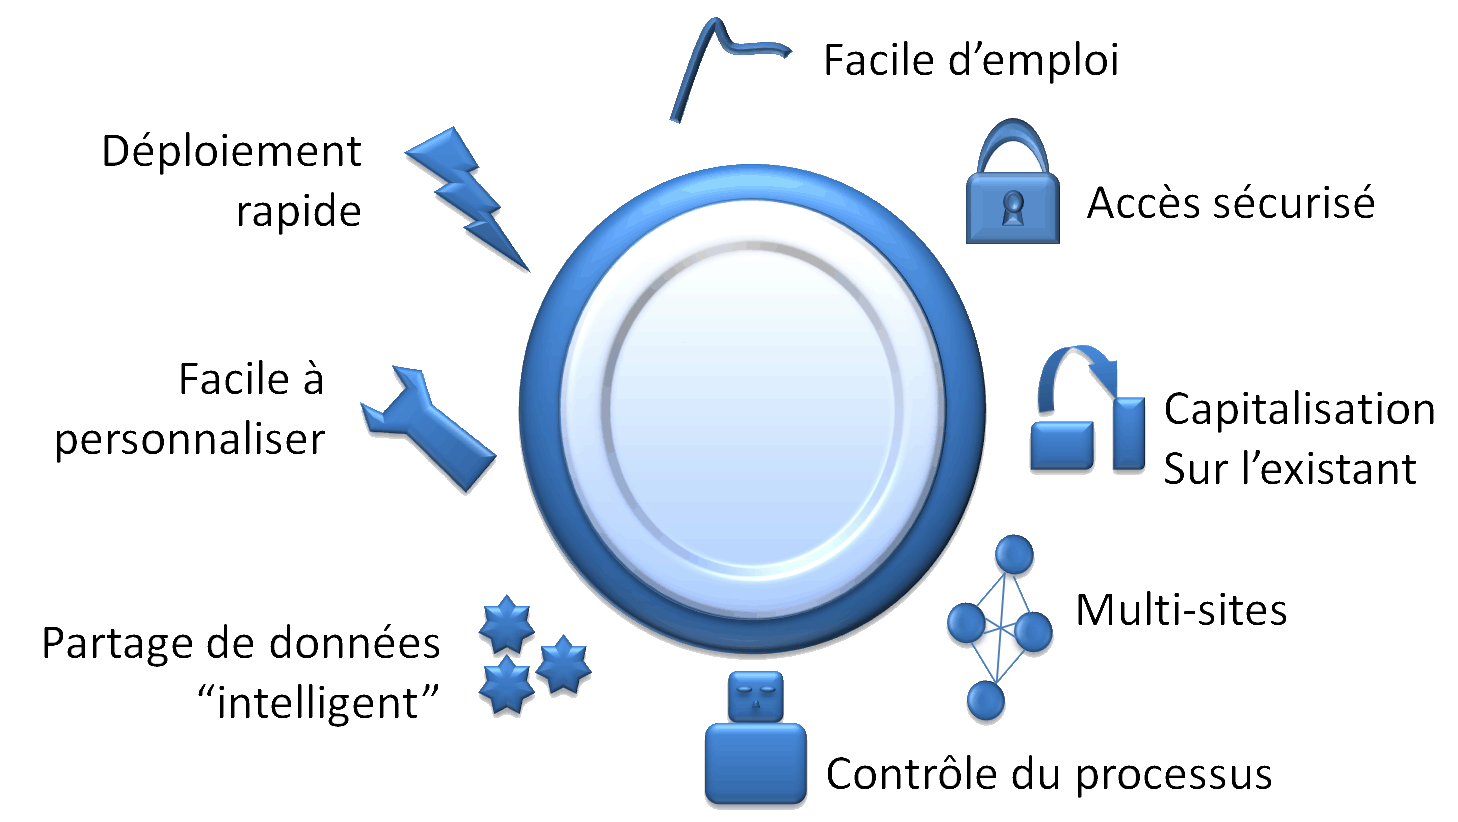 Facile d’emploi
Accès sécurisé
Capitalisation
Sur l’existant
Multi-sites
Contrôle du processus
Partage de données
“intelligent”
Facile à
personnaliser
Déploiement
rapide